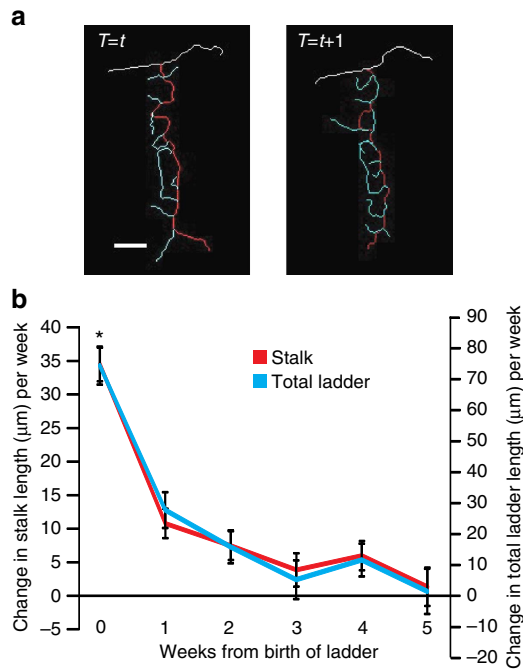 a
T=t
T=t+1
b
Change in stalk length (µm) per week
40
35
30
25
20
15
10
5
0
–5
*
Stalk
Total ladder
90
80
70
60
50
40
30
20
10
0
–10
–20
Change in total ladder length (µm) per week
0 1 2 3 4 5
Weeks from birth of ladder